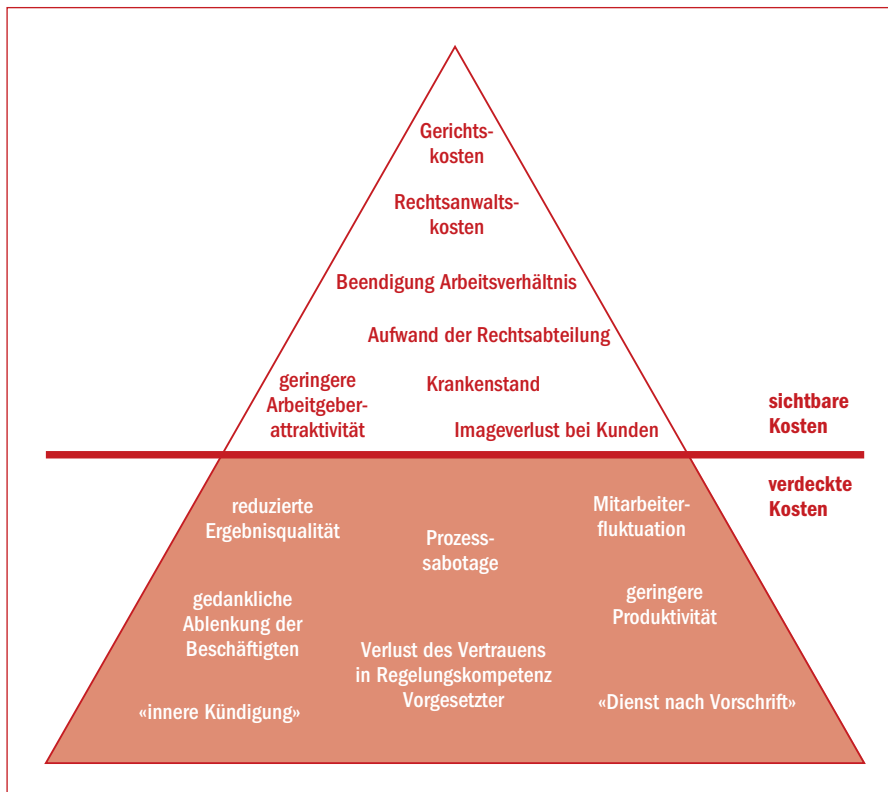 Gerichts-
kosten
Rechtsanwalts-
kosten
Beendigung Arbeitsverhältnis
Aufwand der Rechtsabteilung
geringere
Arbeitgeber-
attraktivität
Krankenstand
Imageverlust bei Kunden
sichtbare
Kosten
verdeckte
Kosten
reduzierte
Ergebnisqualität
Prozess-
sabotage
Mitarbeiter-
fluktuation
gedankliche
Ablenkung der
Beschäftigten
Verlust des Vertrauens
in Regelungskompetenz
Vorgesetzter
geringere
Produktivität
«innere Kündigung»
«Dienst nach Vorschrift»